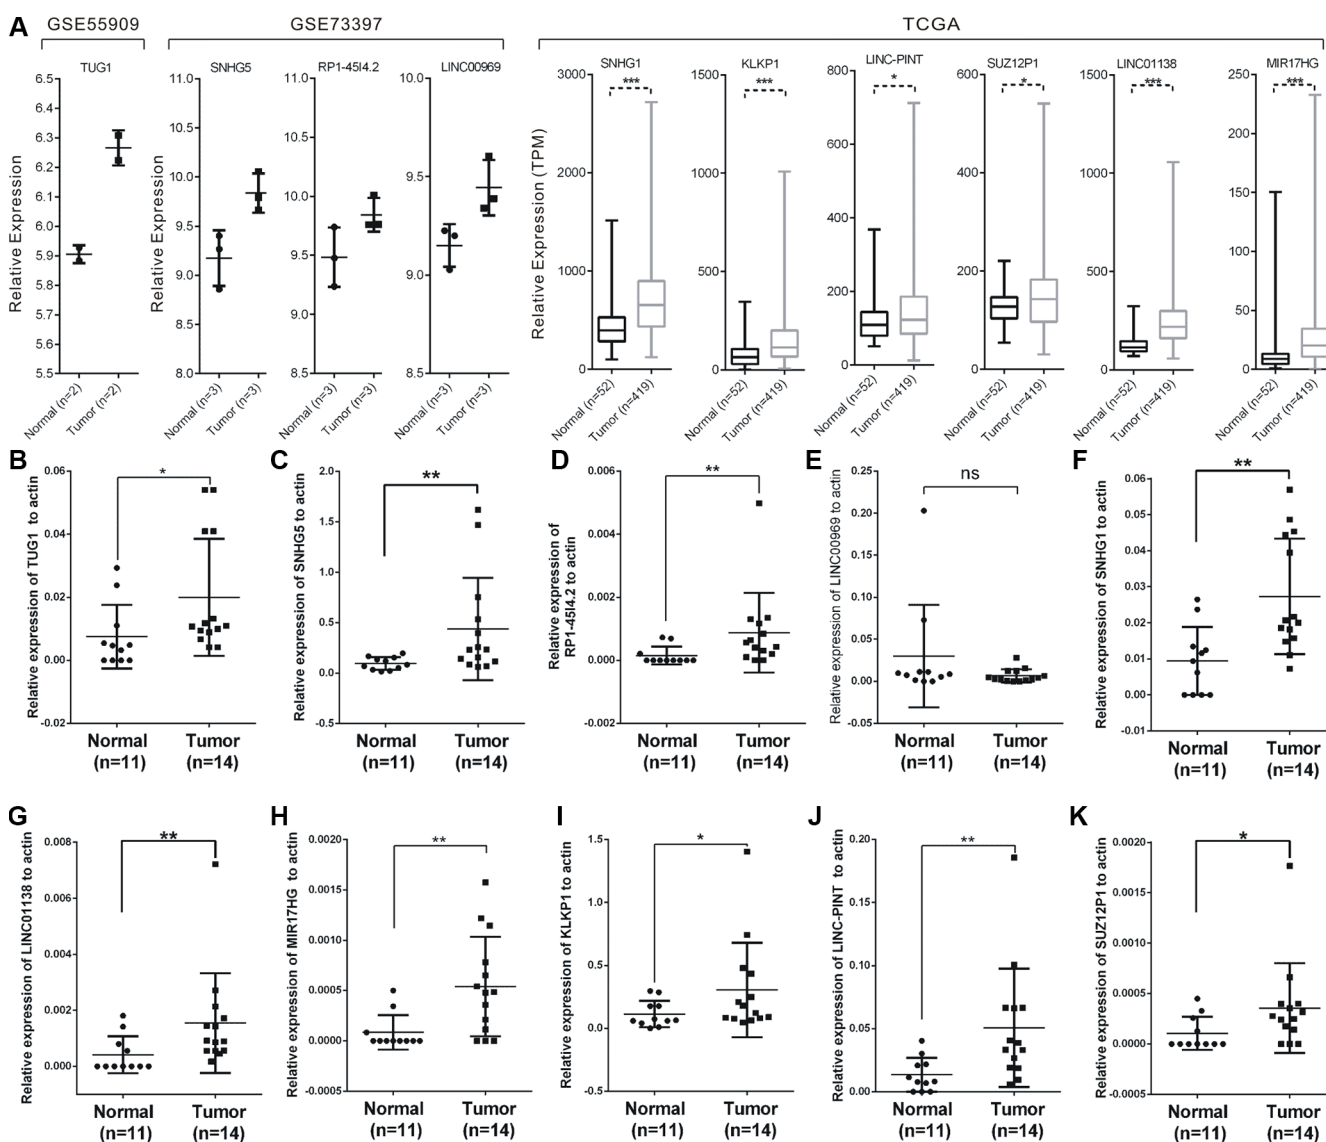 A
GSE55909
GSE73397
TCGA
TUG1
SNHG5
RP1-45I4.2
LINC00969
SNHG1
KLKP1
LINC-PINT
SUZ12P1
LINC01138
MIR17HG
Relative Expression
6.5
6.4
6.3
6.2
6.1
6.0
5.9
5.8
5.7
5.6
5.5
Normal (n=2)
Tumor (n=2)
Relative Expression
11.0
10.5
10.0
9.5
9.0
8.5
8.0
Normal (n=3)
Tumor (n=3)
11.0
10.5
10.0
9.5
9.0
8.5
Normal (n=3)
Tumor (n=3)
10.0
9.5
9.0
8.5
Normal (n=3)
Tumor (n=3)
Relative Expression (TPM)
***
3000
2000
1000
0
Normal (n=52)
Tumor (n=419)
***
1500
1000
500
0
Normal (n=52)
Tumor (n=419)
*
800
600
400
200
0
Normal (n=52)
Tumor (n=419)
*
600
400
200
0
Normal (n=52)
Tumor (n=419)
***
1500
1000
500
0
Normal (n=52)
Tumor (n=419)
***
250
200
150
100
50
0
Normal (n=52)
Tumor (n=419)
B
Relative expression of TUG1 to actin
*
0.06
0.04
0.02
0.00
-0.02
Normal Tumor
(n=11) (n=14)
C
Relative expression of SNHG5 to actin
**
2.0
1.5
1.0
0.5
0.0
-0.5
Normal Tumor
(n=11) (n=14)
D
Relative expression of
RP1-45I4.2 to actin
**
0.006
0.004
0.002
0.000
-0.002
Normal Tumor
(n=11) (n=14)
E
Relative expression of LINC00969 to actin
ns
0.25
0.20
0.15
0.10
0.05
0.00
-0.05
Normal Tumor
(n=11) (n=14)
F
Relative expression of SNHG1 to actin
**
0.06
0.05
0.04
0.03
0.02
0.01
0.00
-0.01
Normal Tumor
(n=11) (n=14)
G
Relative expression of LINC01138 to actin
**
0.008
0.006
0.004
0.002
0.000
Normal Tumor
(n=11) (n=14)
H
Relative expression of MIR17HG to actin
**
0.0020
0.0015
0.0010
0.0005
0.0000
-0.0005
Normal Tumor
(n=11) (n=14)
I
Relative expression of KLKP1 to actin
*
1.5
1.0
0.5
0.0
-0.5
Normal Tumor
(n=11) (n=14)
J
Relative expression of LINC-PINT to actin
**
0.20
0.15
0.10
0.05
0.00
Normal Tumor
(n=11) (n=14)
K
Relative expression of SUZ12P1 to actin
*
0.0020
0.0015
0.0010
0.0005
0.0000
-0.0005
Normal Tumor
(n=11) (n=14)